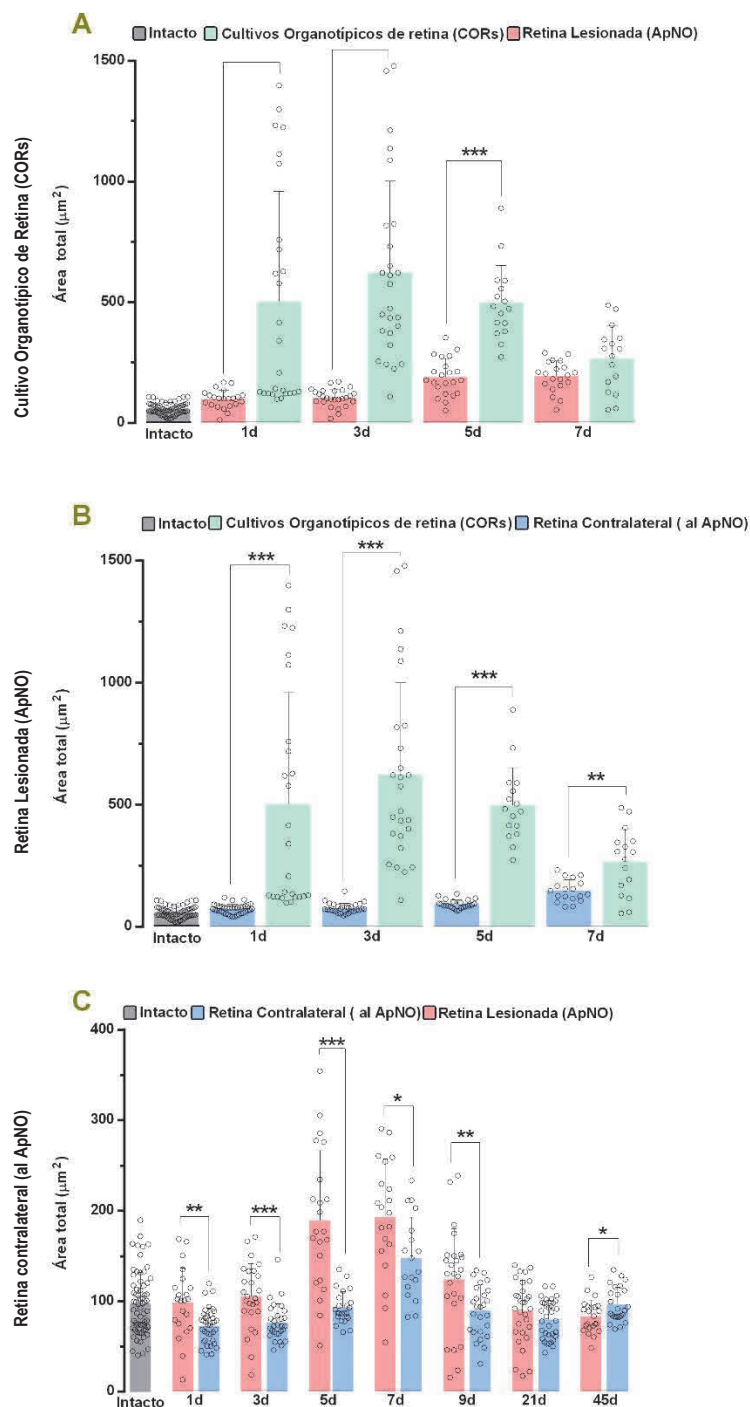 A
Intacto Cultivos Organotípicos de retina (CORs) Retina Lesionada (ApNO)
Cultivo Organotípico de Retina (CORs)
Área total (μm²)
1500
1000
500
0
***
Intacto 1d 3d 5d 7d
B
Intacto Cultivos Organotípicos de retina (CORs) Retina Contralateral ( al ApNO)
Retina Lesionada (ApNO)
Área total (μm²)
1500
1000
500
0
*** *** *** **
Intacto 1d 3d 5d 7d
C
Intacto Retina Contralateral ( al ApNO) Retina Lesionada (ApNO)
Retina contralateral (al ApNO)
Área total (μm²)
400
300
200
100
0
** *** *** * ** *
Intacto 1d 3d 5d 7d 9d 21d 45d